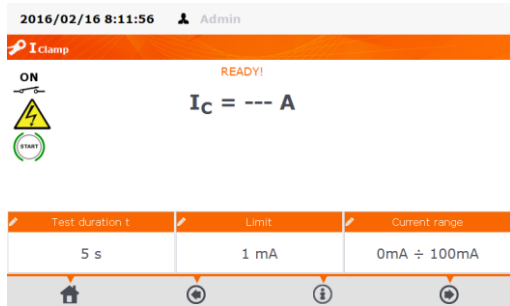 2016/02/16 8:11:56 Admin
I Clamp
READY!
ON
IC = --- A
START
Test duration t Limit Current range
5 s 1 mA 0mA ÷ 100mA